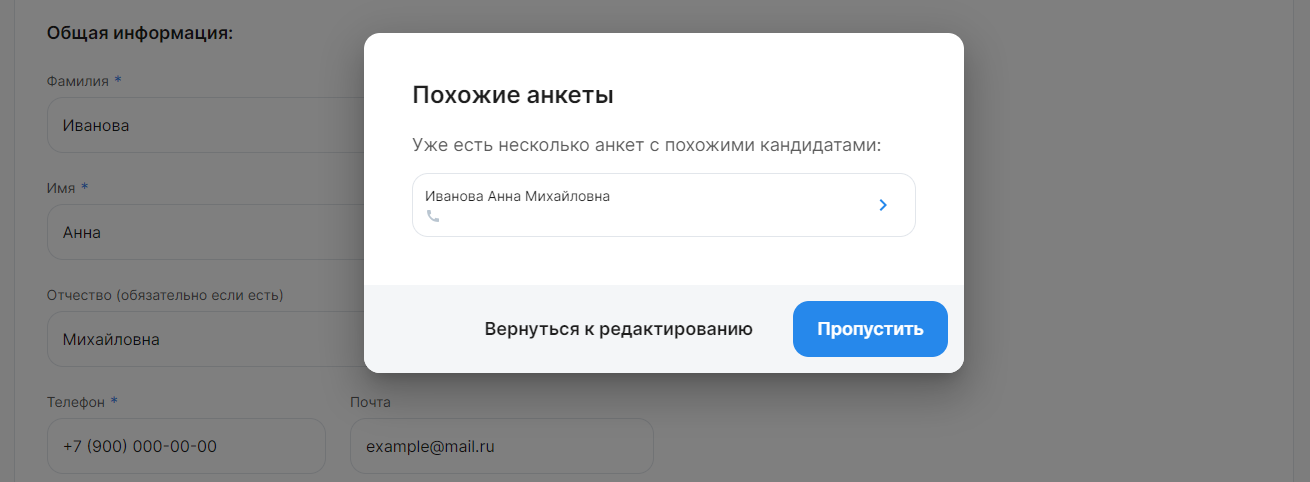 Общая информация:
Фамилия *
Иванова
Имя *
Анна
Отчество (обязательно если есть)
Михайловна
Телефон *
Почта
+7 (900) 000-00-00
example@mail.ru
Похожие анкеты
Уже есть несколько анкет с похожими кандидатами:
Иванова Анна Михайловна
Вернуться к редактированию
Пропустить